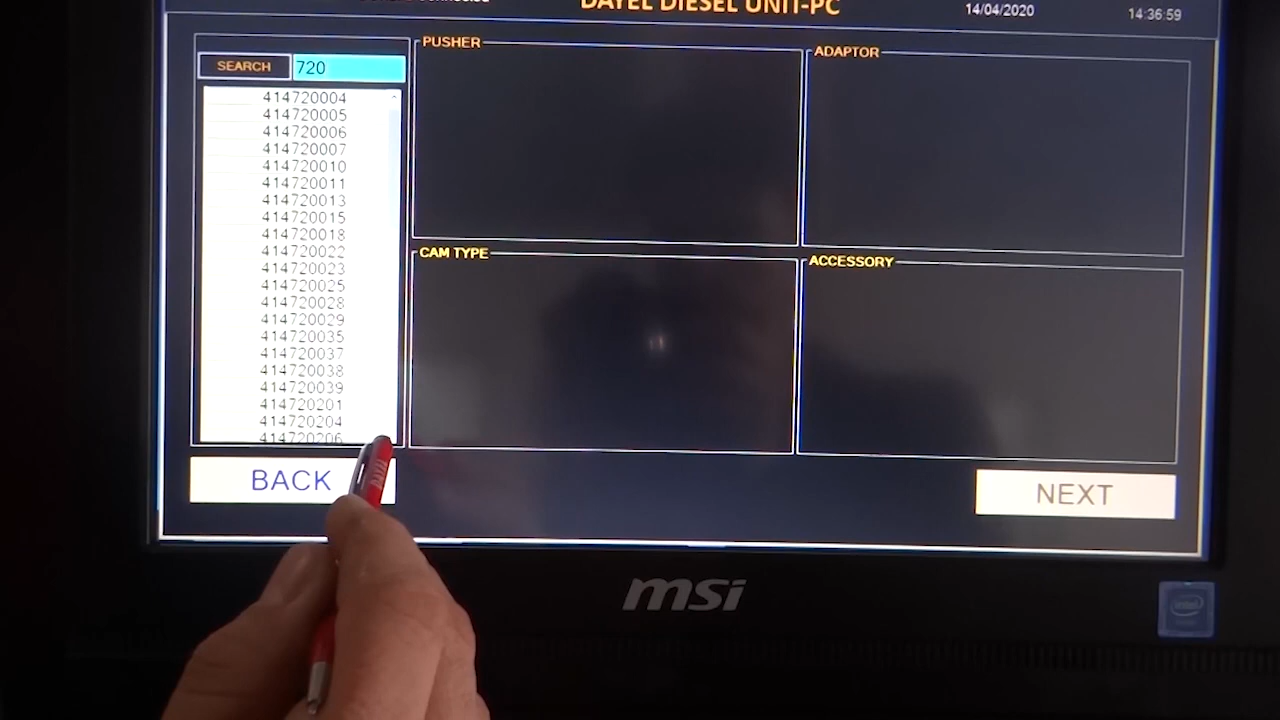 DAYEL DIESEL UNIT-PC
14/04/2020
14:36:59
SEARCH
720
414720004
414720005
414720006
414720007
414720010
414720011
414720013
414720015
414720018
414720022
414720023
414720025
414720028
414720029
414720035
414720037
414720038
414720039
414720201
414720204
414720206
PUSHER
ADAPTOR
CAM TYPE
ACCESSORY
BACK
NEXT
msi
intel